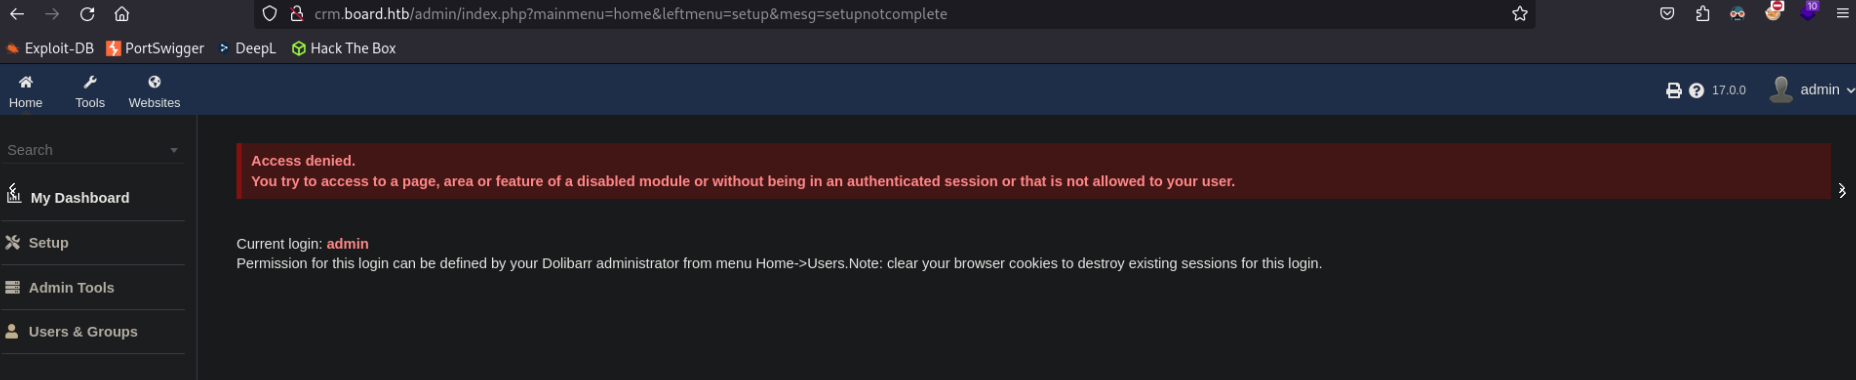 crm.board.htb/admin/index.php?mainmenu=home&leftmenu=setup&mesg=setupnotcomplete
10
Exploit-DB PortSwigger DeepL Hack The Box
Home Tools Websites 17.0.0 admin
Search
Access denied.
You try to access to a page, area or feature of a disabled module or without being in an authenticated session or that is not allowed to your user.
My Dashboard
Setup
Current login: admin
Permission for this login can be defined by your Dolibarr administrator from menu Home->Users.Note: clear your browser cookies to destroy existing sessions for this login.
Admin Tools
Users & Groups